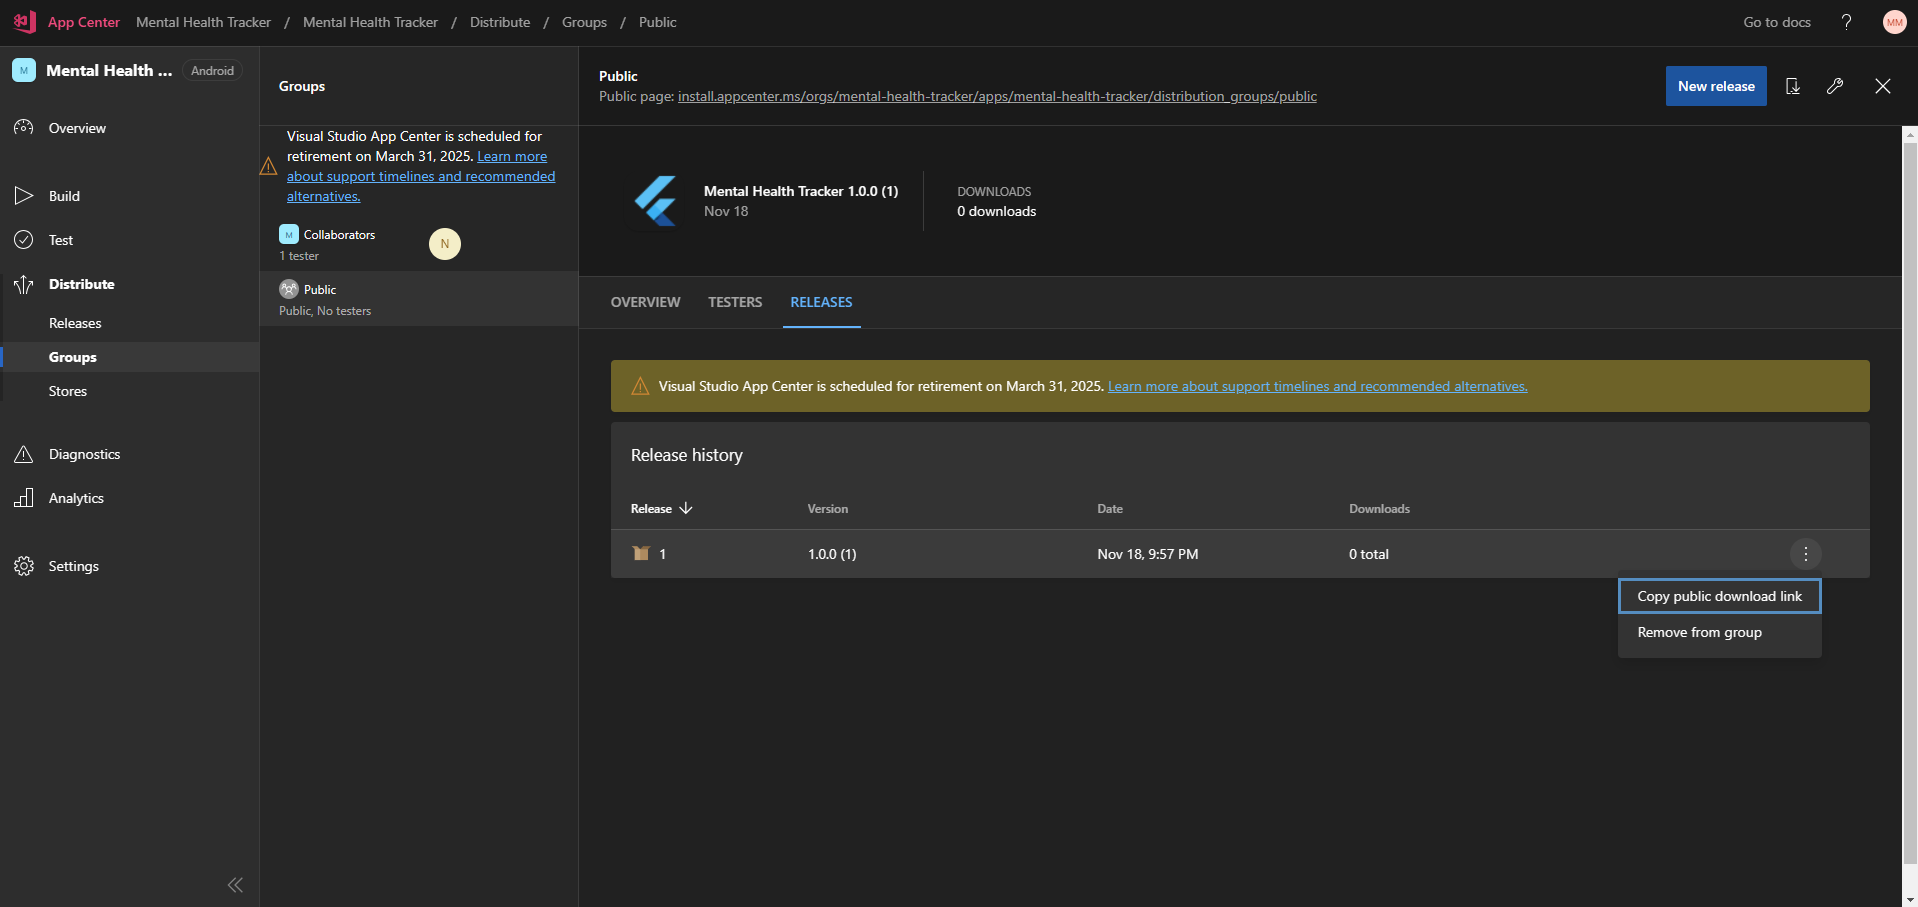 App Center Mental Health Tracker / Mental Health Tracker / Distribute / Groups / Public Go to docs ? MM
M Mental Health ... Android
Overview
Build
Test
Distribute
Releases
Groups
Stores
Diagnostics
Analytics
Settings
Groups
Visual Studio App Center is scheduled for
retirement on March 31, 2025. Learn more
about support timelines and recommended
alternatives.
M Collaborators
1 tester
N
Public
Public, No testers
Public
Public page: install.appcenter.ms/orgs/mental-health-tracker/apps/mental-health-tracker/distribution_groups/public
New release
Mental Health Tracker 1.0.0 (1)
Nov 18
DOWNLOADS
0 downloads
OVERVIEW TESTERS RELEASES
Visual Studio App Center is scheduled for retirement on March 31, 2025. Learn more about support timelines and recommended alternatives.
Release history
Release Version Date Downloads
1 1.0.0 (1) Nov 18, 9:57 PM 0 total
Copy public download link
Remove from group